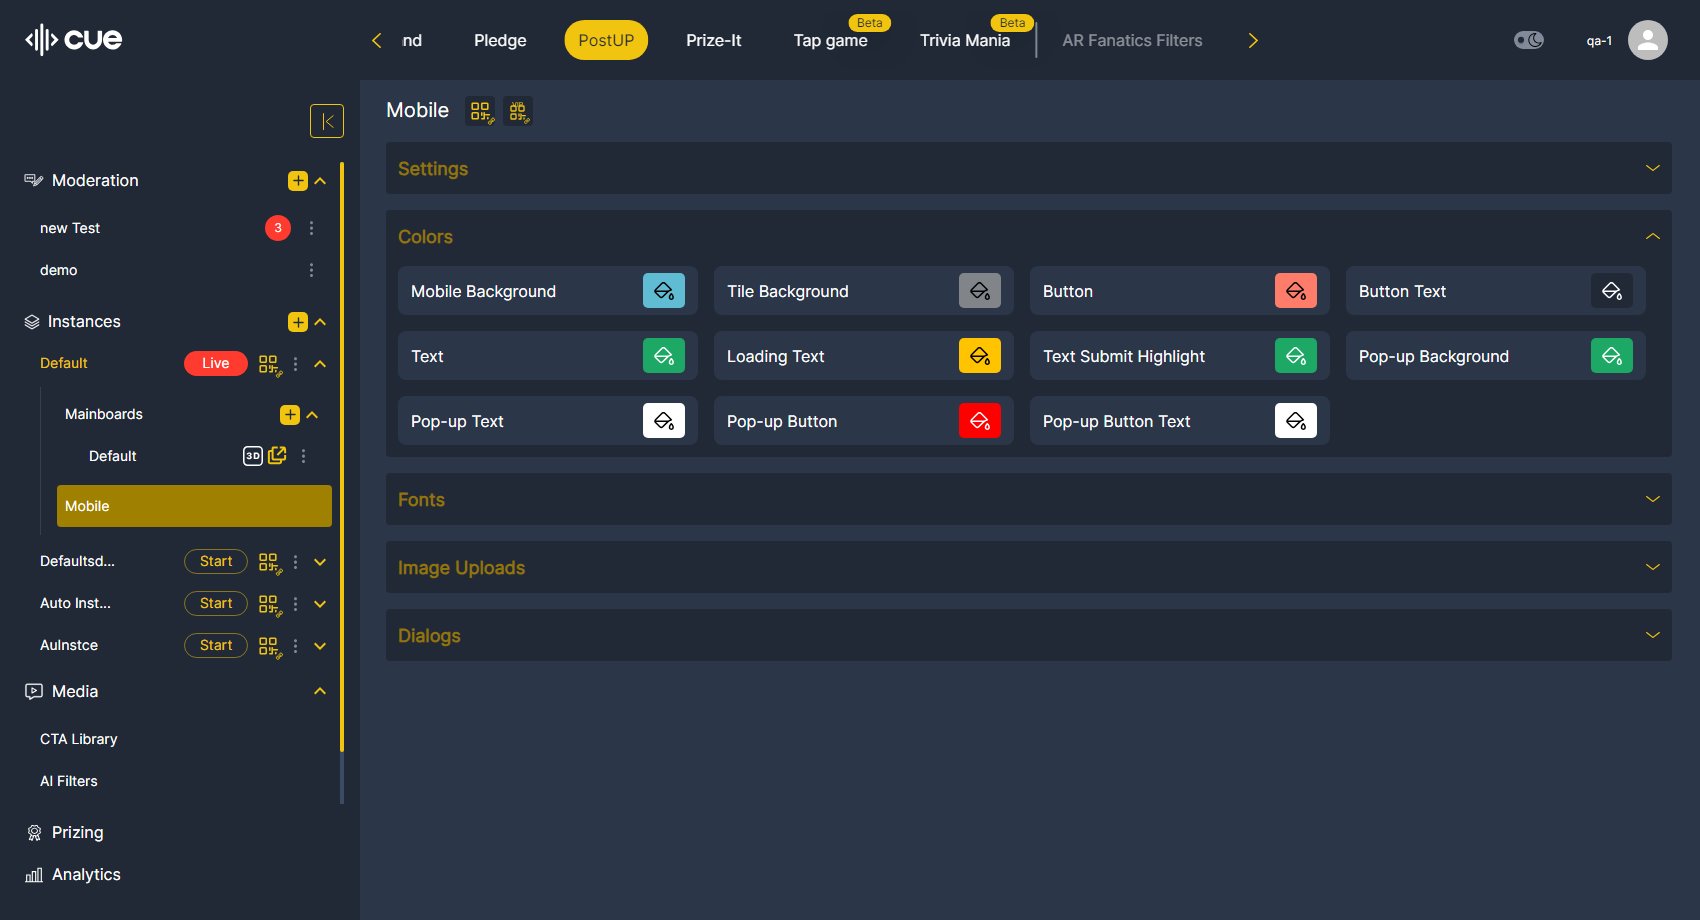 cue
nd
Pledge
PostUP
Prize-It
Tap game
Beta
Trivia Mania
Beta
AR Fanatics Filters
qa-1
Moderation
new Test
3
demo
Instances
Default
Live
Mainboards
Default
3D
Mobile
Defaultsd...
Start
Auto Inst...
Start
AuInstce
Start
Media
CTA Library
AI Filters
Prizing
Analytics
Mobile
Settings
Colors
Mobile Background
Tile Background
Button
Button Text
Text
Loading Text
Text Submit Highlight
Pop-up Background
Pop-up Text
Pop-up Button
Pop-up Button Text
Fonts
Image Uploads
Dialogs